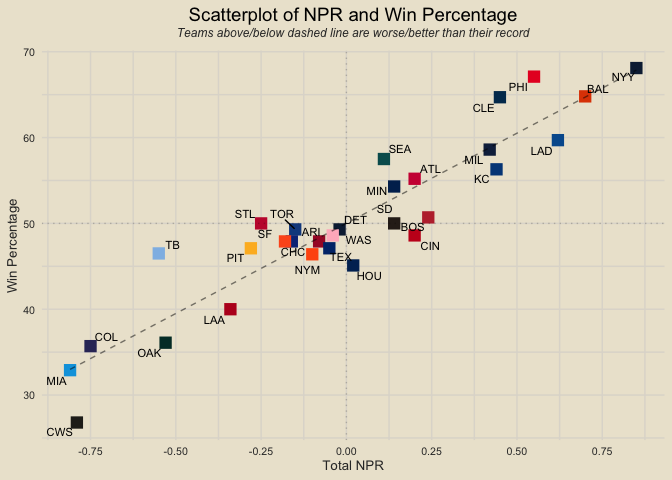 Scatterplot of NPR and Win Percentage
Teams above/below dashed line are worse/better than their record
70
NYY
PHI
BAL
CLE
60
SEA
LAD
MIL
ATL
KC
MIN
SD
STL
TOR
DET
50
BOS
SF
ARI
WAS
CIN
TB
PIT
CHC
TEX
NYM
HOU
40
LAA
COL
OAK
MIA
30
CWS
Win Percentage
-0.75
-0.50
-0.25
0.00
0.25
0.50
0.75
Total NPR